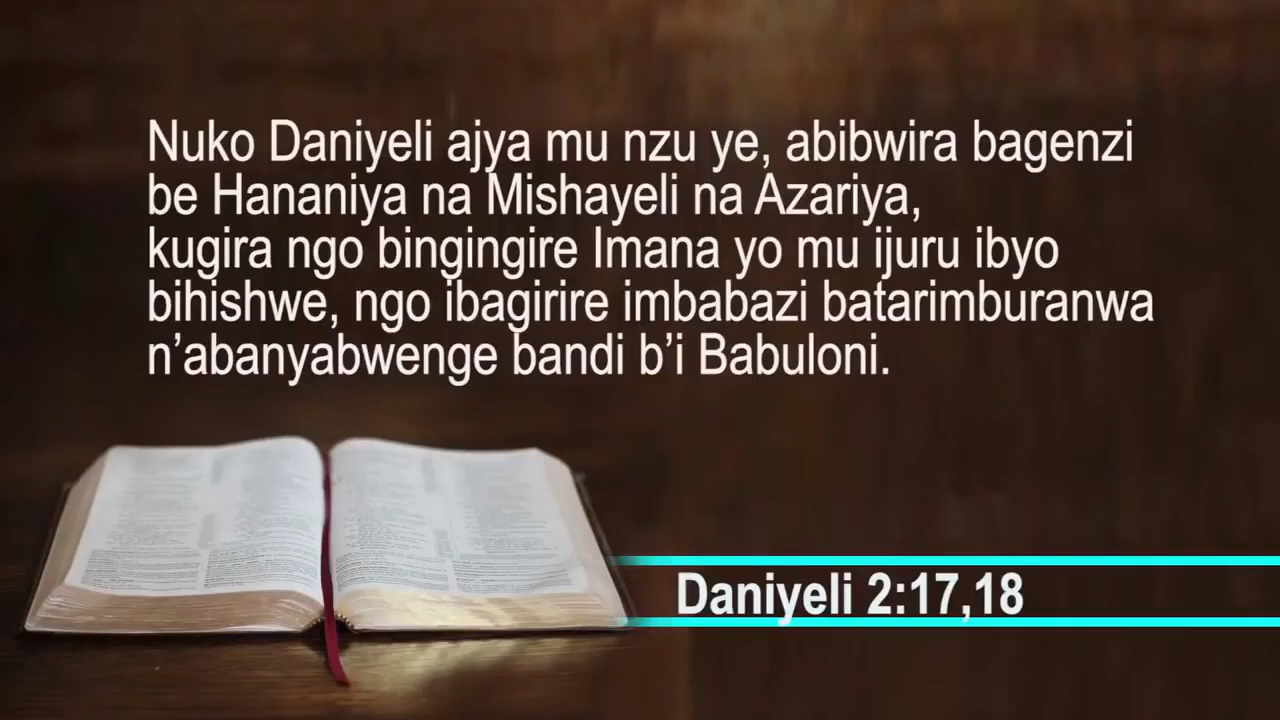 Nuko Daniyeli ajya mu nzu ye, abibwira bagenzi
be Hananiya na Mishayeli na Azariya,
kugira ngo bingingire Imana yo mu ijuru ibyo
bihishwe, ngo ibagirire imbabazi batarimburanwa
n’abanyabwenge bandi b’i Babuloni.
Daniyeli 2:17,18